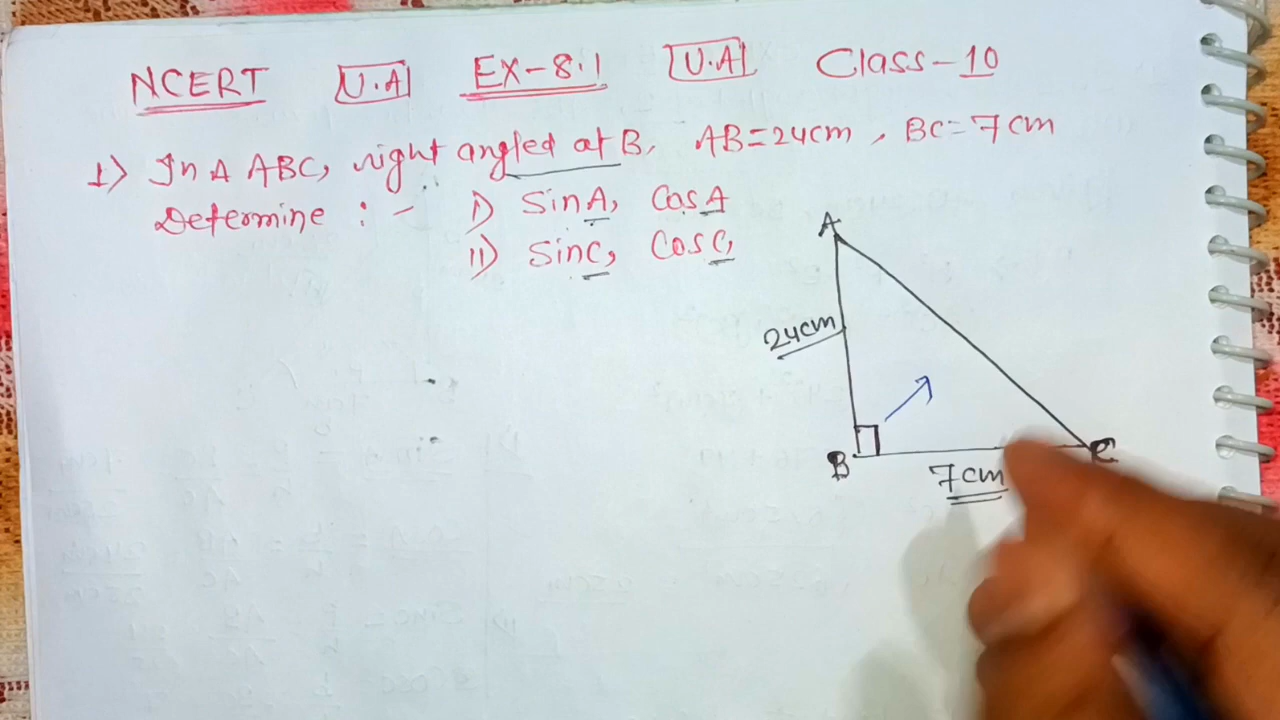 NCERT U.A EX-8.1 U.A Class-10
1) In Δ ABC, right angled at B, AB=24cm, BC=7cm
Determine :- i) SinA, CosA
ii) SinC, CosC,
A
24cm
B
C
7cm